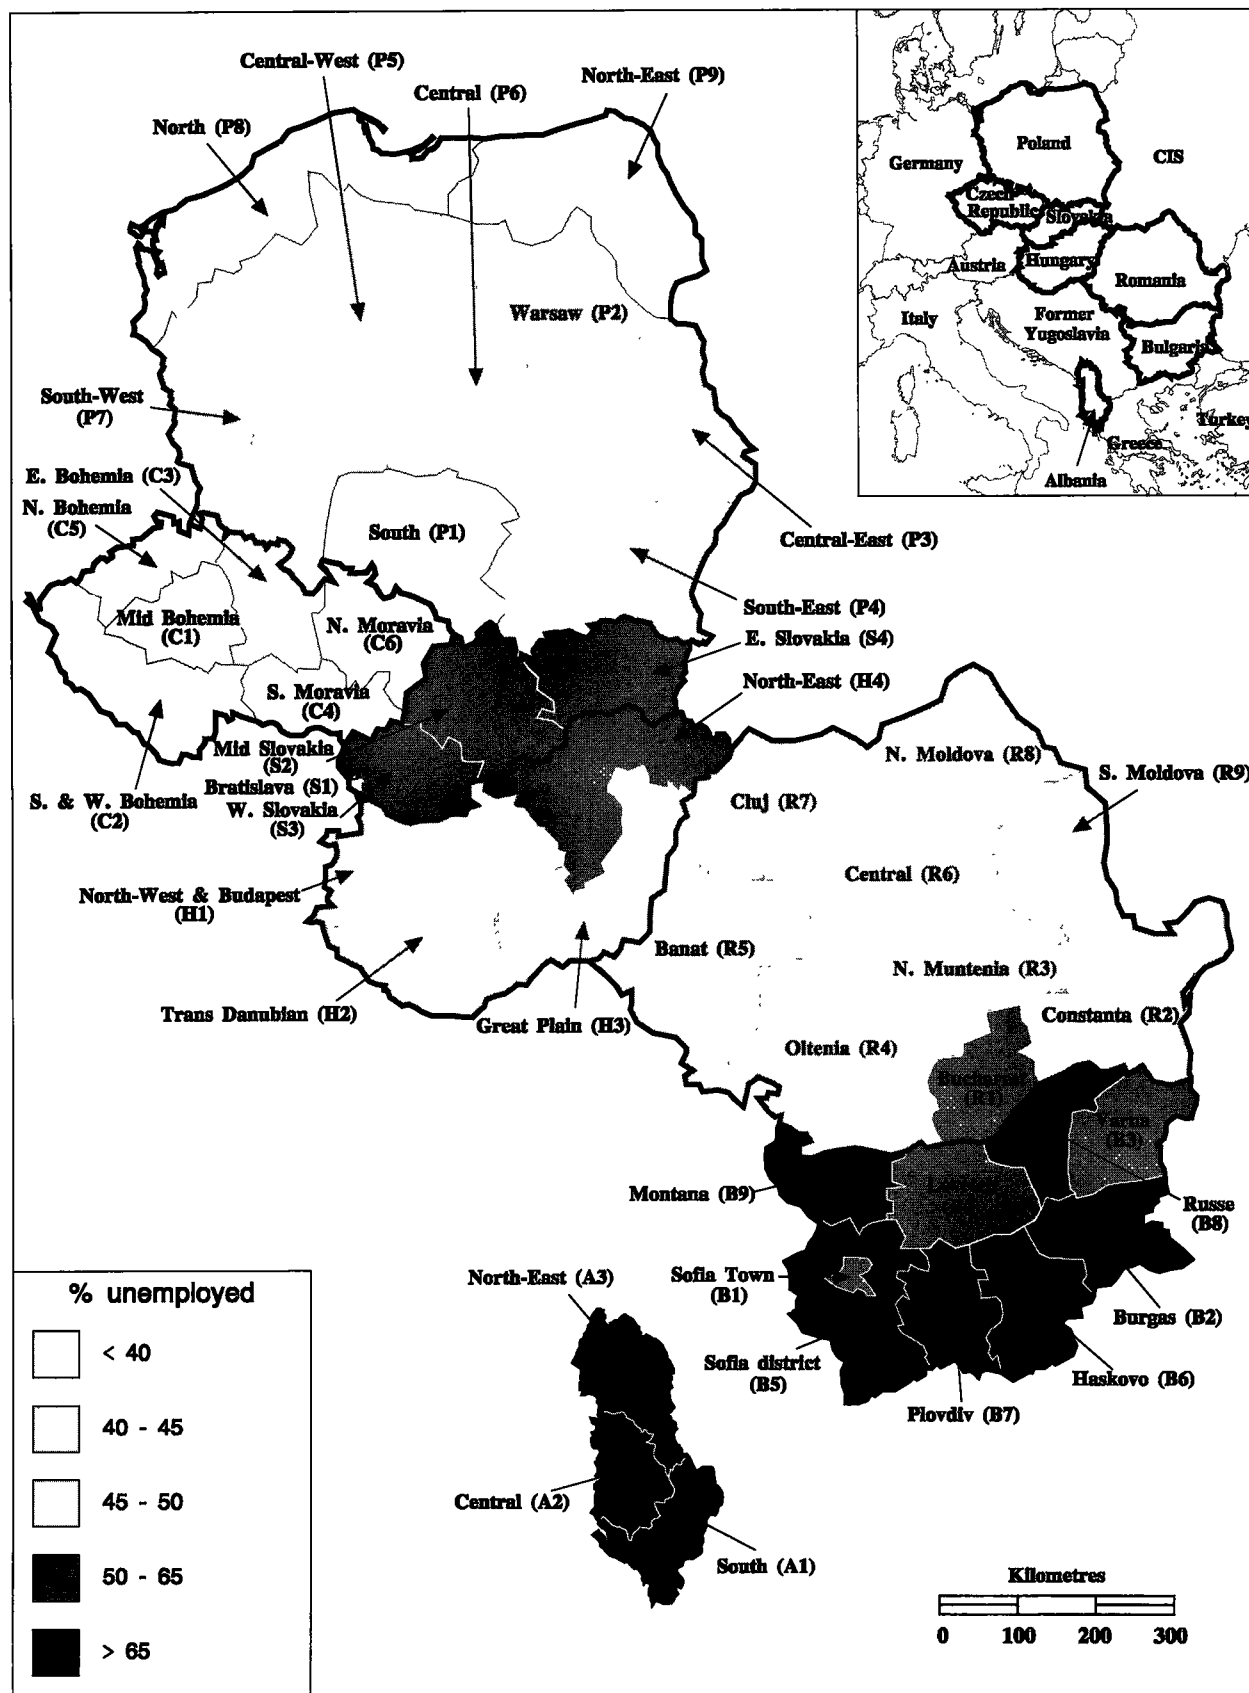 Central-West (P5)
Central (P6)
North-East (P9)
North (P8)
Warsaw (P2)
South-West
(P7)
E. Bohemia (C3)
N. Bohemia
(C5)
South (P1)
Central-East (P3)
Mid Bohemia
(C1)
N. Moravia
(C6)
South-East (P4)
E. Slovakia (S4)
North-East (H4)
S. Moravia
(C4)
Mid Slovakia
(S2)
Bratislava (S1)
W. Slovakia
(S3)
S. & W. Bohemia
(C2)
North-West & Budapest
(H1)
Trans Danubian (H2)
Great Plain (H3)
N. Moldova (R8)
S. Moldova (R9)
Cluj (R7)
Central (R6)
Banat (R5)
N. Muntenia (R3)
Constanta (R2)
Oltenia (R4)
Bucharest
(R1)
Varna
(B3)
Montana (B9)
Russe
(B8)
Sofia Town
(B1)
Burgas (B2)
Sofia district
(B5)
Haskovo (B6)
Plovdiv (B7)
North-East (A3)
Central (A2)
South (A1)
Germany
Poland
CIS
Czech
Republic
Slovakia
Austria
Hungary
Romania
Italy
Former
Yugoslavia
Bulgaria
Turkey
Greece
Albania
% unemployed
< 40
40 - 45
45 - 50
50 - 65
> 65
Kilometres
0 100 200 300